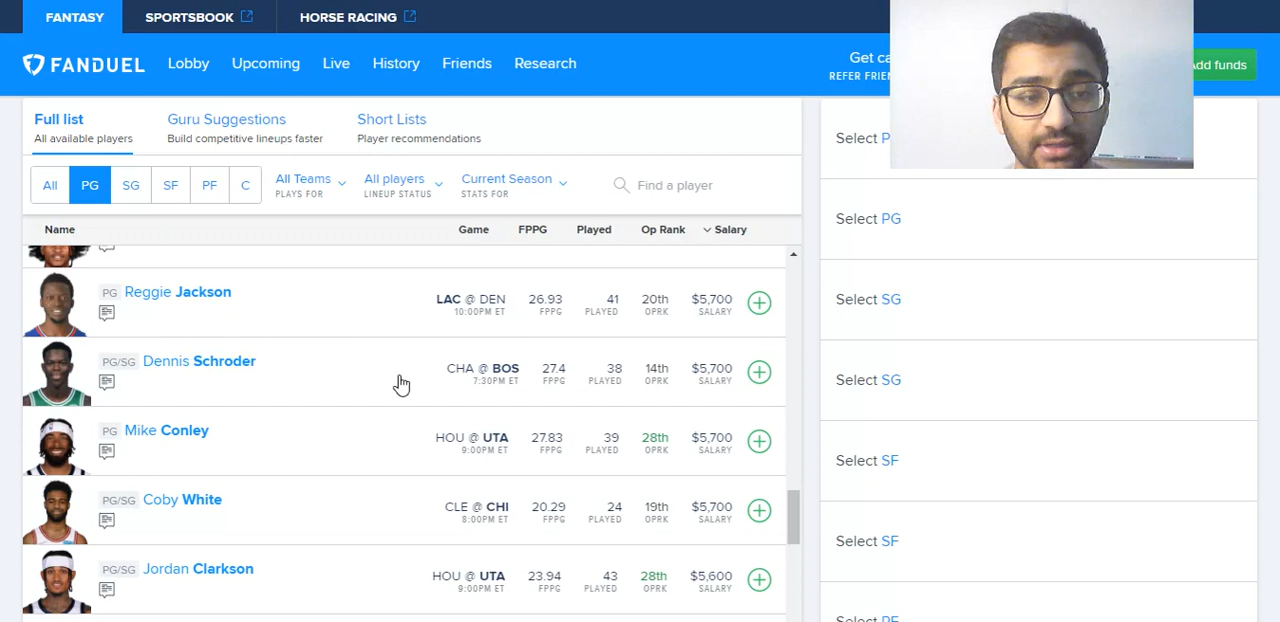 FANTASY SPORTSBOOK HORSE RACING
FANDUEL Lobby Upcoming Live History Friends Research
Get ca
REFER FRIEN
Add funds
Full list Guru Suggestions Short Lists
All available players Build competitive lineups faster Player recommendations
All PG SG SF PF C
All Teams All players Current Season Find a player
PLAYS FOR LINEUP STATUS STATS FOR
Name Game FPPG Played Op Rank Salary
PG Reggie Jackson LAC @ DEN 26.93 41 20th $5,700
10:00PM ET FPPG PLAYED OPRK SALARY
PG/SG Dennis Schroder CHA @ BOS 27.4 38 14th $5,700
7:30PM ET FPPG PLAYED OPRK SALARY
PG Mike Conley HOU @ UTA 27.83 39 28th $5,700
9:00PM ET FPPG PLAYED OPRK SALARY
PG/SG Coby White CLE @ CHI 20.29 24 19th $5,700
8:00PM ET FPPG PLAYED OPRK SALARY
PG/SG Jordan Clarkson HOU @ UTA 23.94 43 28th $5,600
9:00PM ET FPPG PLAYED OPRK SALARY
Select P
Select PG
Select SG
Select SG
Select SF
Select SF
Select PF